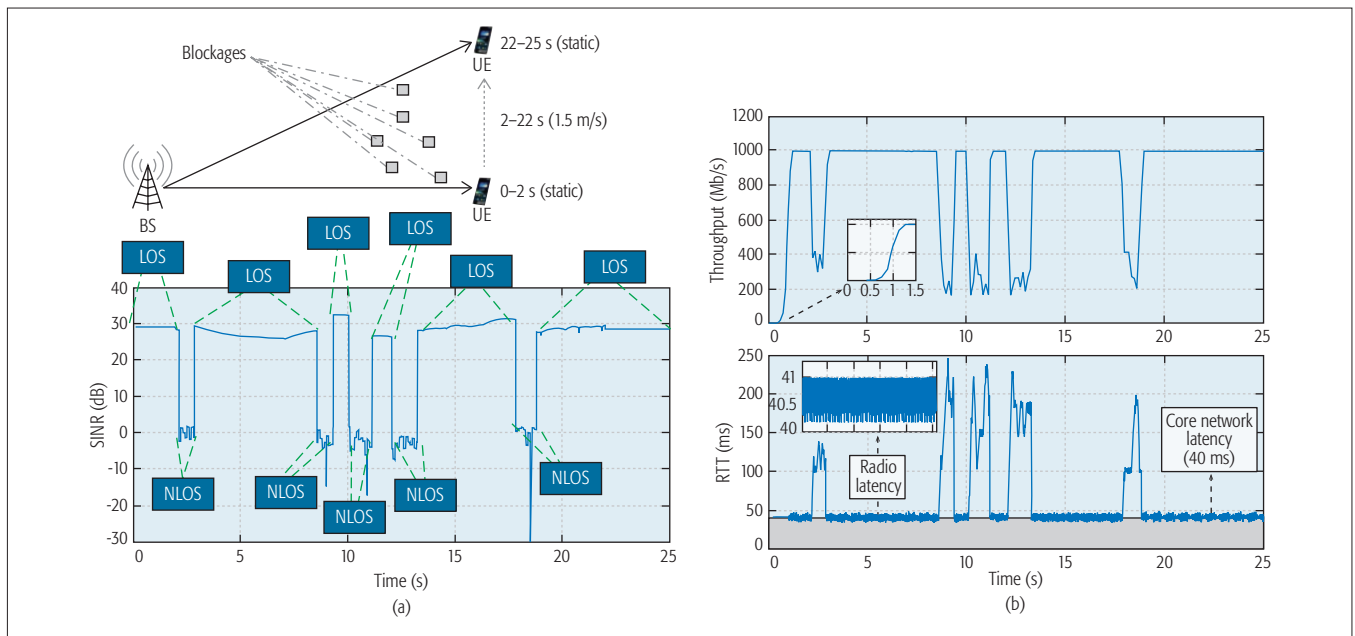 Blockages
22–25 s (static)
UE
2–22 s (1.5 m/s)
0–2 s (static)
UE
BS
LOS
LOS
LOS
LOS
LOS
LOS
40
30
20
10
0
-10
-20
-30
SINR (dB)
NLOS
NLOS
NLOS
NLOS
NLOS
0 5 10 15 20 25
Time (s)
(a)
1200
1000
800
600
400
200
0
Throughput (Mb/s)
0 0.5 1 1.5
0 5 10 15 20 25
250
200
150
100
50
0
RTT (ms)
41
40.5
40
Radio
latency
Core network
latency
(40 ms)
0 5 10 15 20 25
Time (s)
(b)